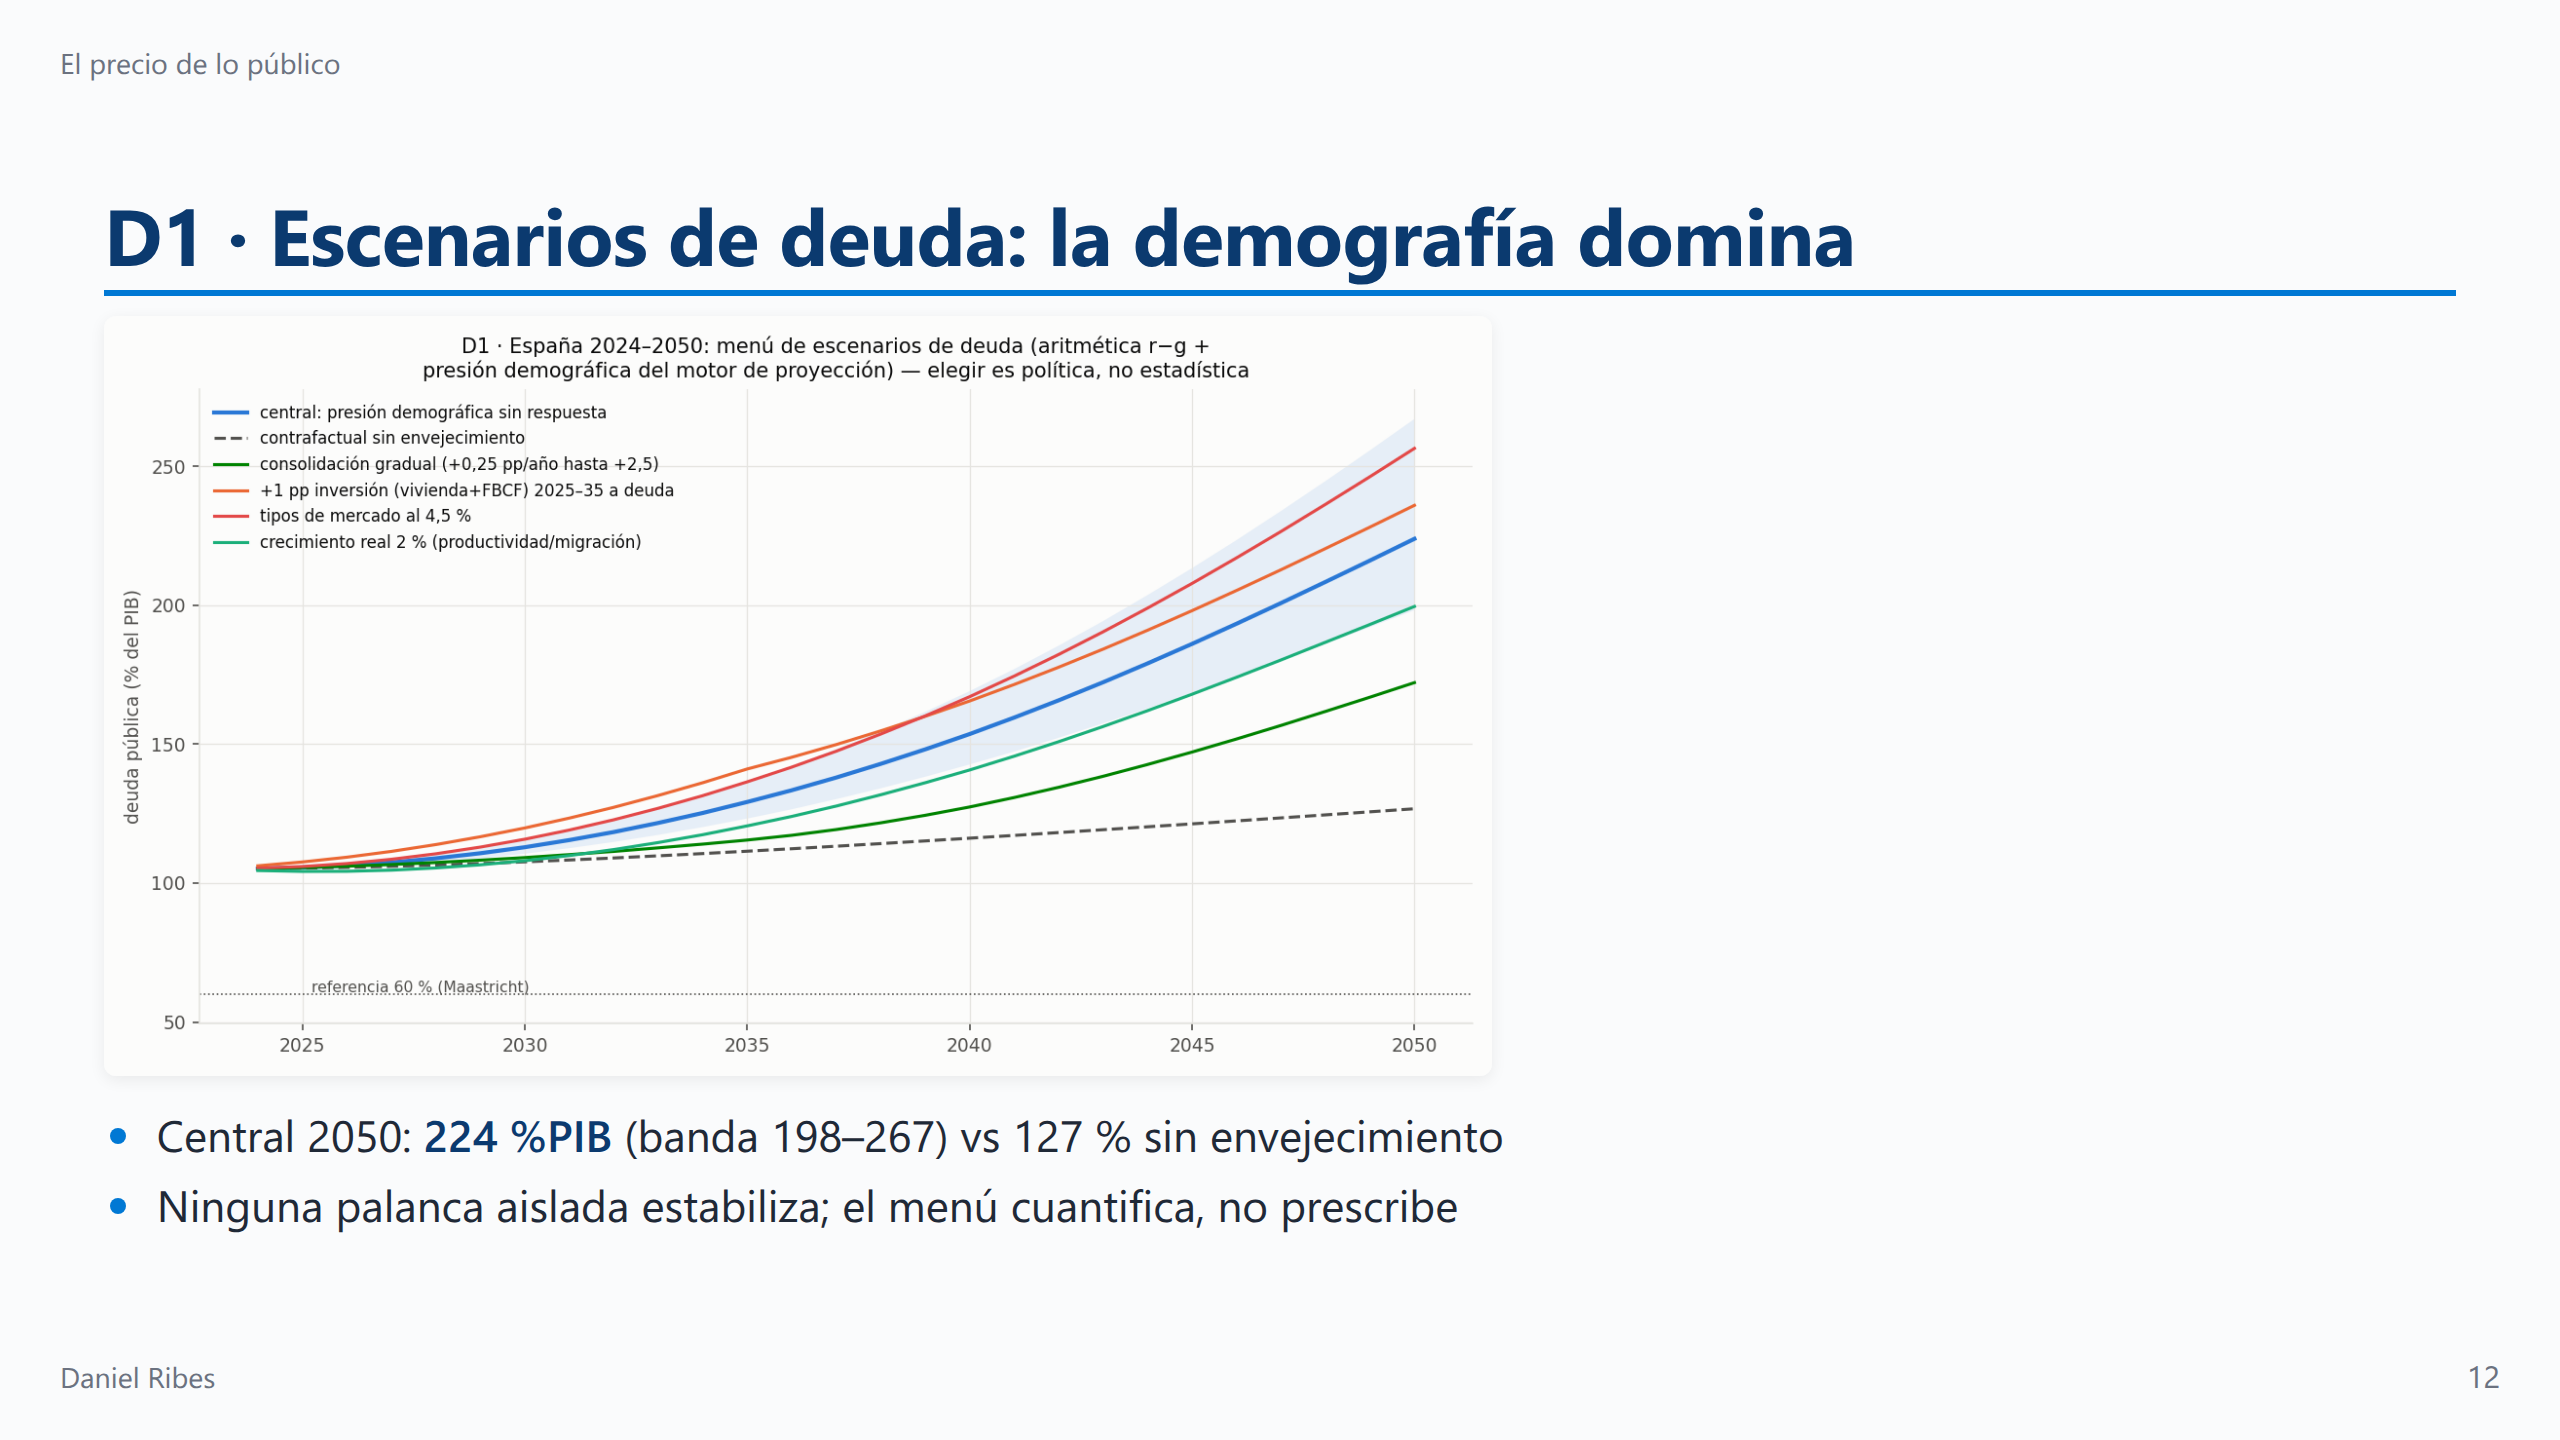 El precio de lo público
D1 · Escenarios de deuda: la demografía domina
D1 · España 2024–2050: menú de escenarios de deuda (aritmética r−g +
presión demográfica del motor de proyección) — elegir es política, no estadística
central: presión demográfica sin respuesta
contrafactual sin envejecimiento
consolidación gradual (+0,25 pp/año hasta +2,5)
+1 pp inversión (vivienda+FBCF) 2025–35 a deuda
tipos de mercado al 4,5 %
crecimiento real 2 % (productividad/migración)
deuda pública (% del PIB)
250
200
150
100
50
referencia 60 % (Maastricht)
2025 2030 2035 2040 2045 2050
• Central 2050: 224 %PIB (banda 198–267) vs 127 % sin envejecimiento
• Ninguna palanca aislada estabiliza; el menú cuantifica, no prescribe
Daniel Ribes
12